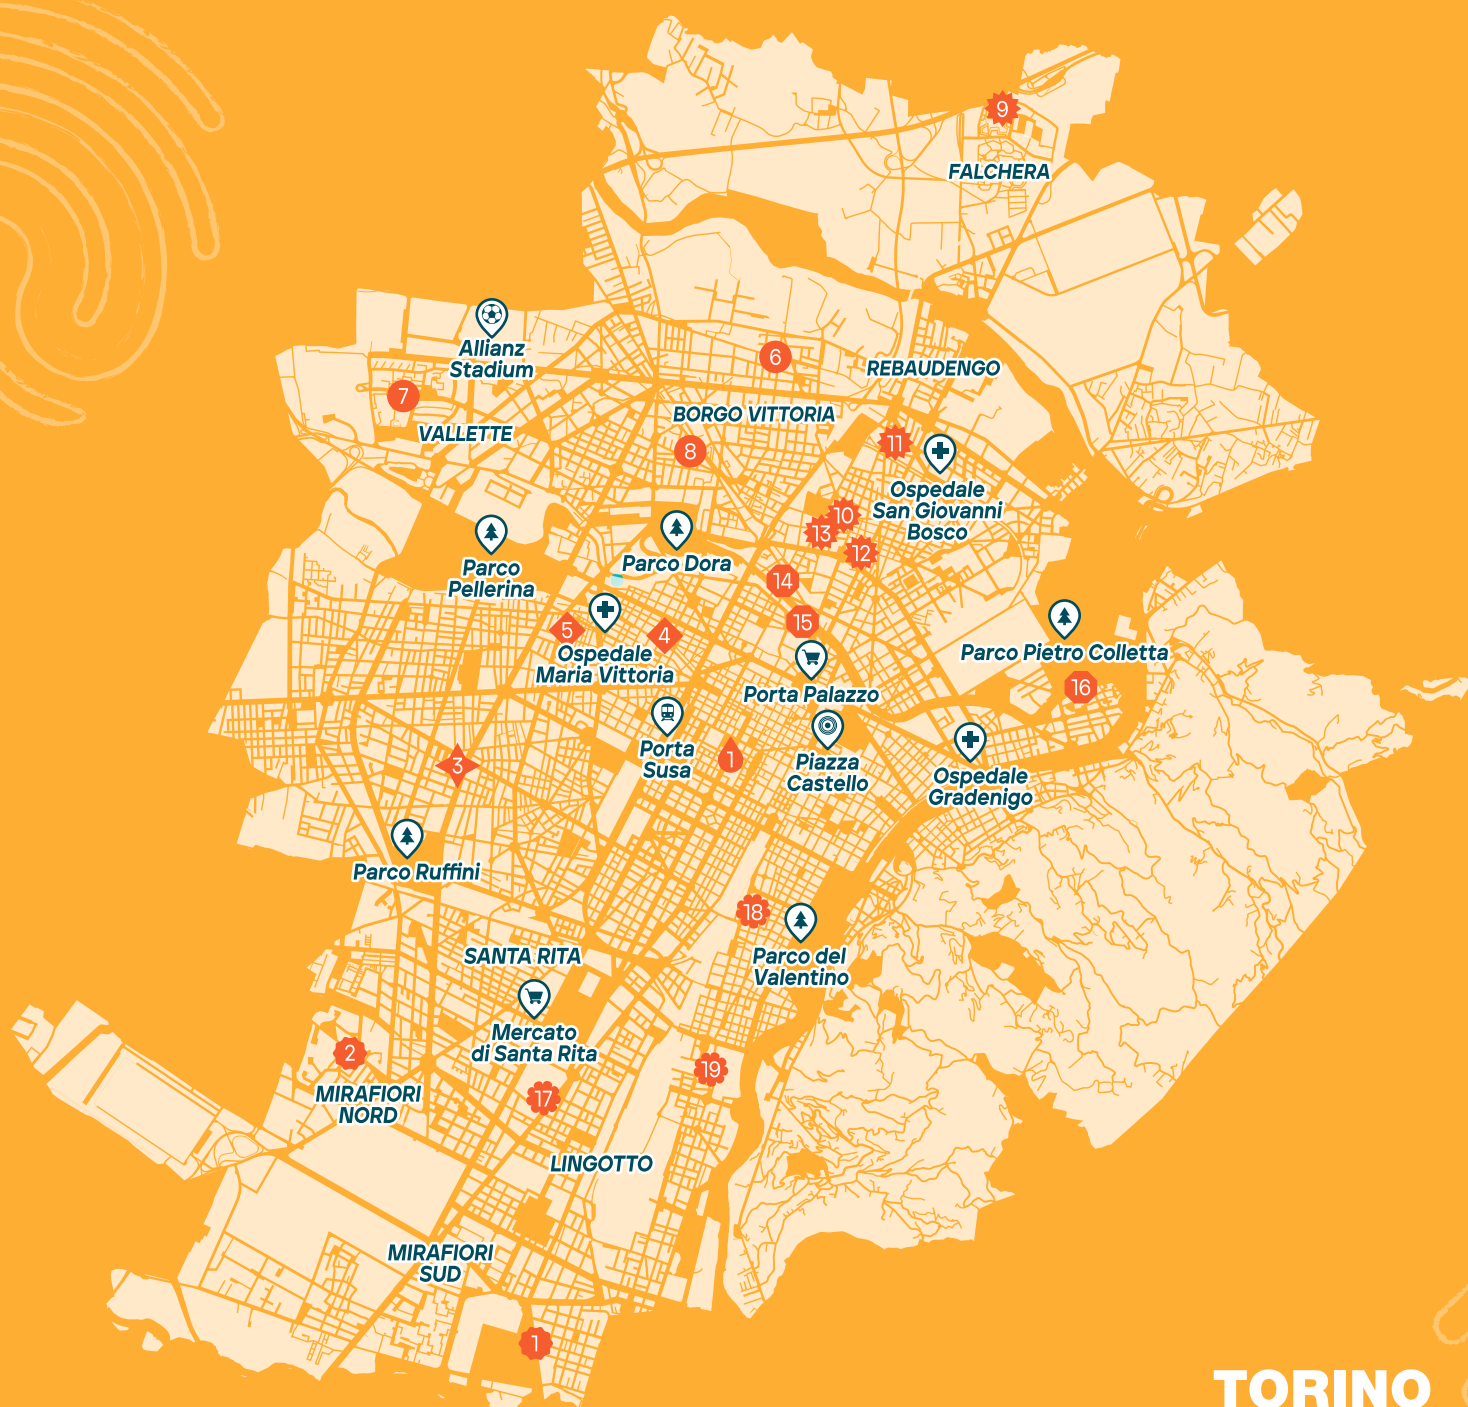 9
FALCHERA
Allianz
Stadium
6
REBAUDENGO
7
VALLETTE
BORGO VITTORIA
8
11
Ospedale
San Giovanni
Bosco
10
13
12
Parco
Pellerina
Parco Dora
14
15
5
4
Ospedale
Maria Vittoria
Parco Pietro Colletta
16
Porta Palazzo
Porta
Susa
1
Piazza
Castello
Ospedale
Gradenigo
3
Parco Ruffini
18
Parco del
Valentino
SANTA RITA
Mercato
di Santa Rita
2
MIRAFIORI
NORD
17
19
LINGOTTO
MIRAFIORI
SUD
1
TORINO